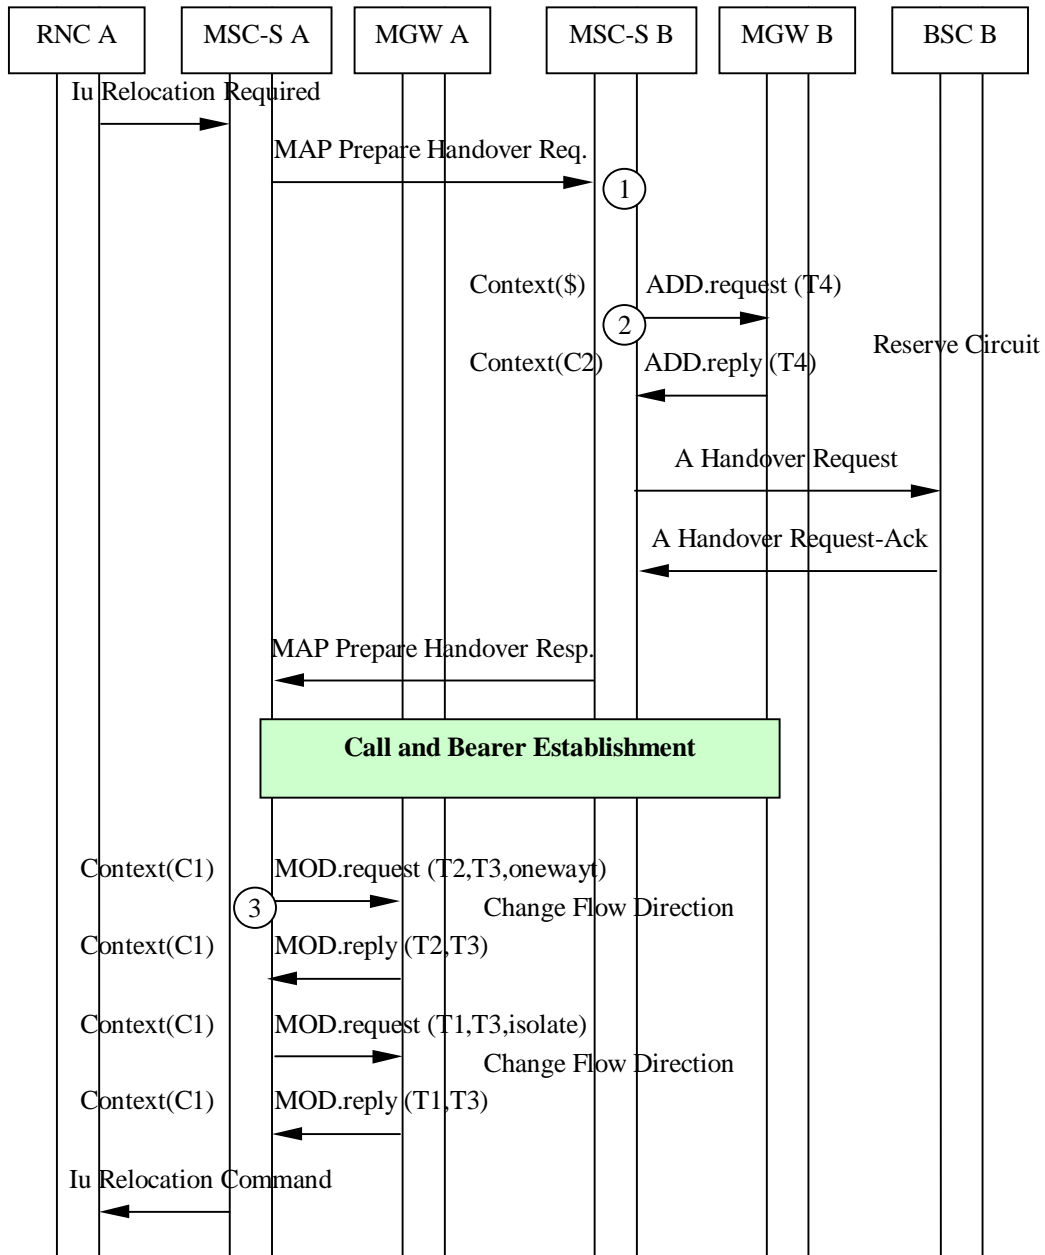 RNC A MSC-S A MGW A MSC-S B MGW B BSC B
Iu Relocation Required
MAP Prepare Handover Req.
1
Context($) ADD.request (T4)
2
Reserve Circuit
Context(C2) ADD.reply (T4)
A Handover Request
A Handover Request-Ack
MAP Prepare Handover Resp.
Call and Bearer Establishment
Context(C1) MOD.request (T2,T3,onewayt)
3 Change Flow Direction
Context(C1) MOD.reply (T2,T3)
Context(C1) MOD.request (T1,T3,isolate)
Change Flow Direction
Context(C1) MOD.reply (T1,T3)
Iu Relocation Command